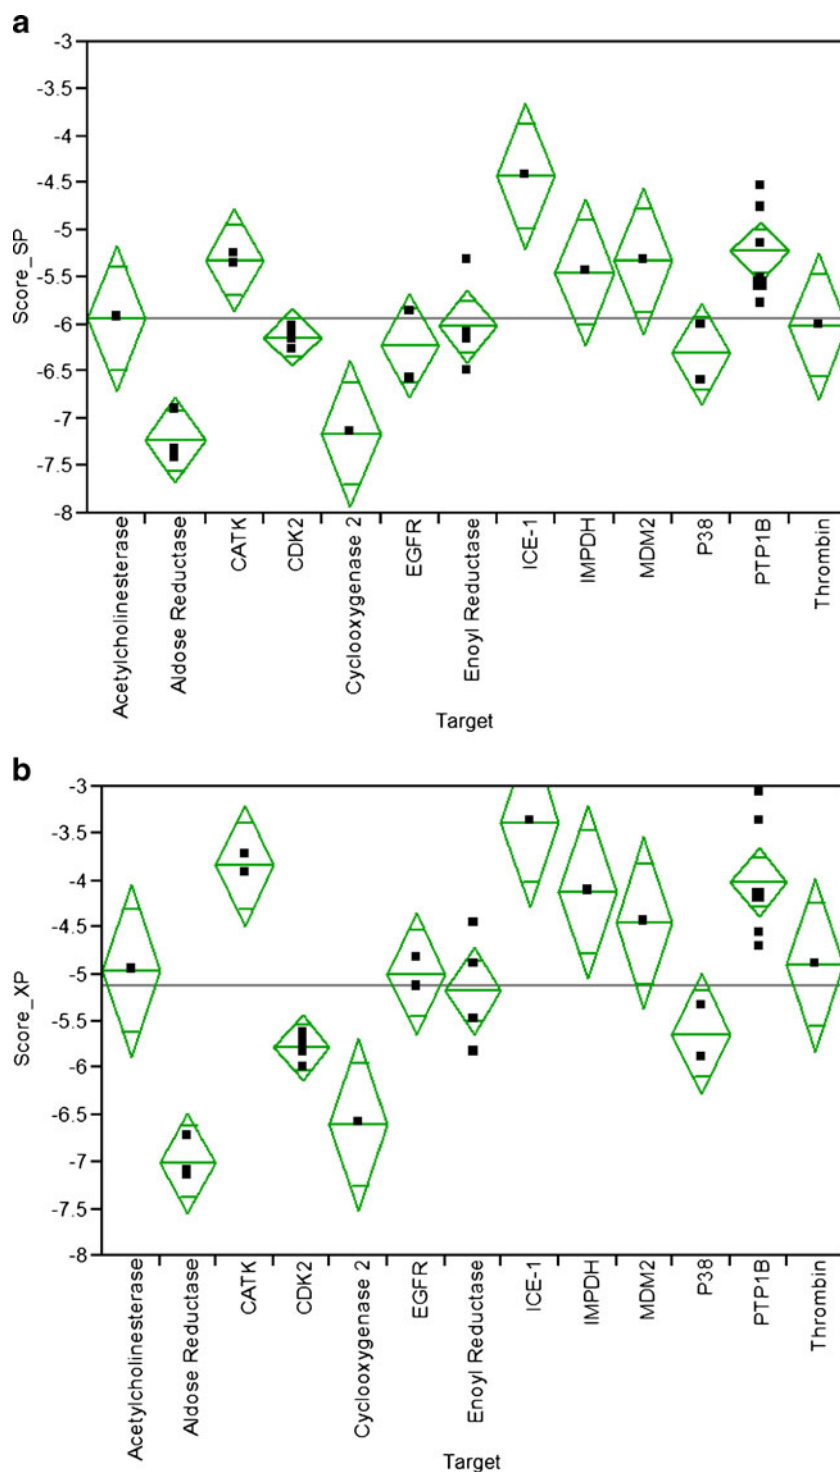 a
-3
-3.5
-4
-4.5
-5
-5.5
-6
-6.5
-7
-7.5
-8
Score_SP
Acetylcholinesterase
Aldose Reductase
CATK
CDK2
Cyclooxygenase 2
EGFR
Enoyl Reductase
ICE-1
IMPDH
MDM2
P38
PTP1B
Thrombin
Target
b
-3
-3.5
-4
-4.5
-5
-5.5
-6
-6.5
-7
-7.5
-8
Score_XP
Acetylcholinesterase
Aldose Reductase
CATK
CDK2
Cyclooxygenase 2
EGFR
Enoyl Reductase
ICE-1
IMPDH
MDM2
P38
PTP1B
Thrombin
Target